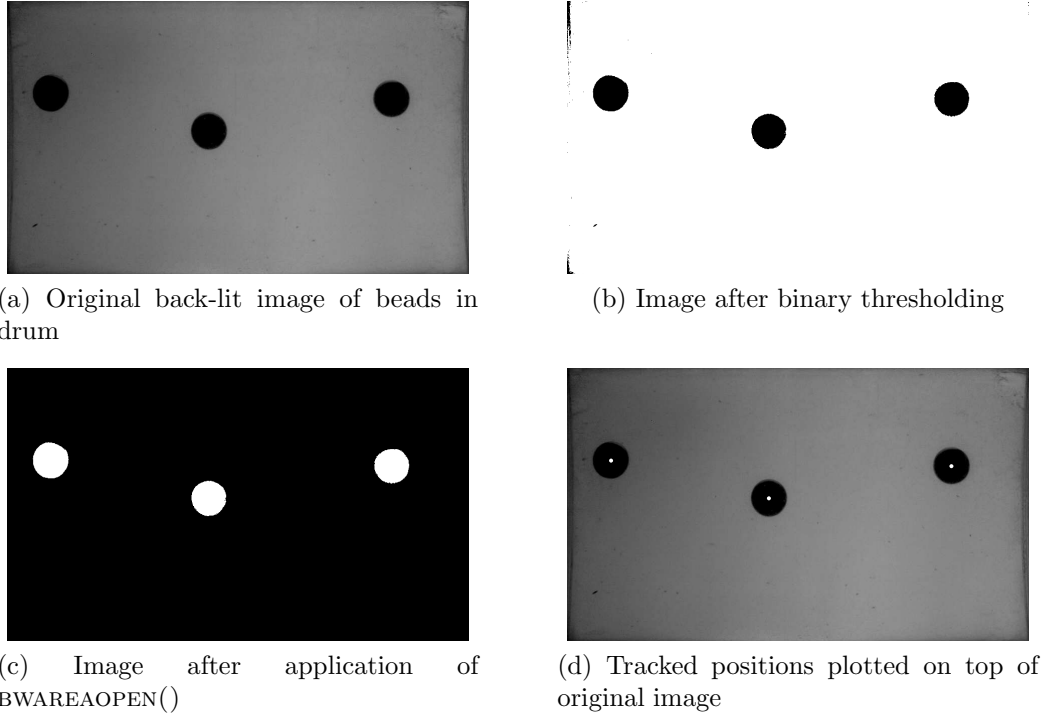 (a) Original back-lit image of beads in
drum
(b) Image after binary thresholding
(c) Image after application of
BWAREAOPEN()
(d) Tracked positions plotted on top of
original image